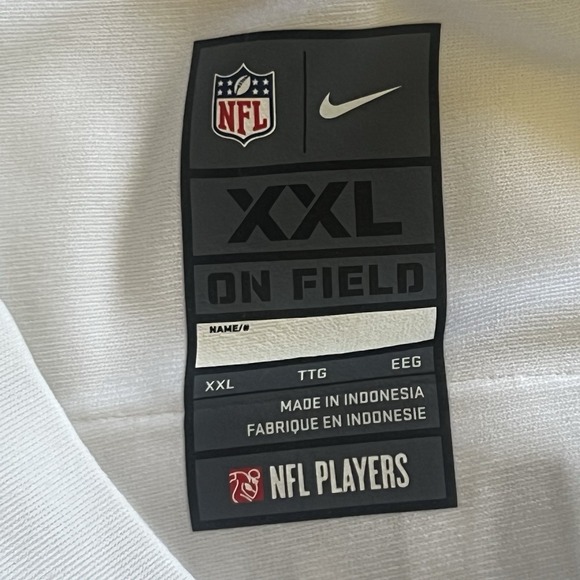 NFL
XXL
ON FIELD
NAME/#
XXL TTG EEG
MADE IN INDONESIA
FABRIQUE EN INDONESIE
NFL PLAYERS